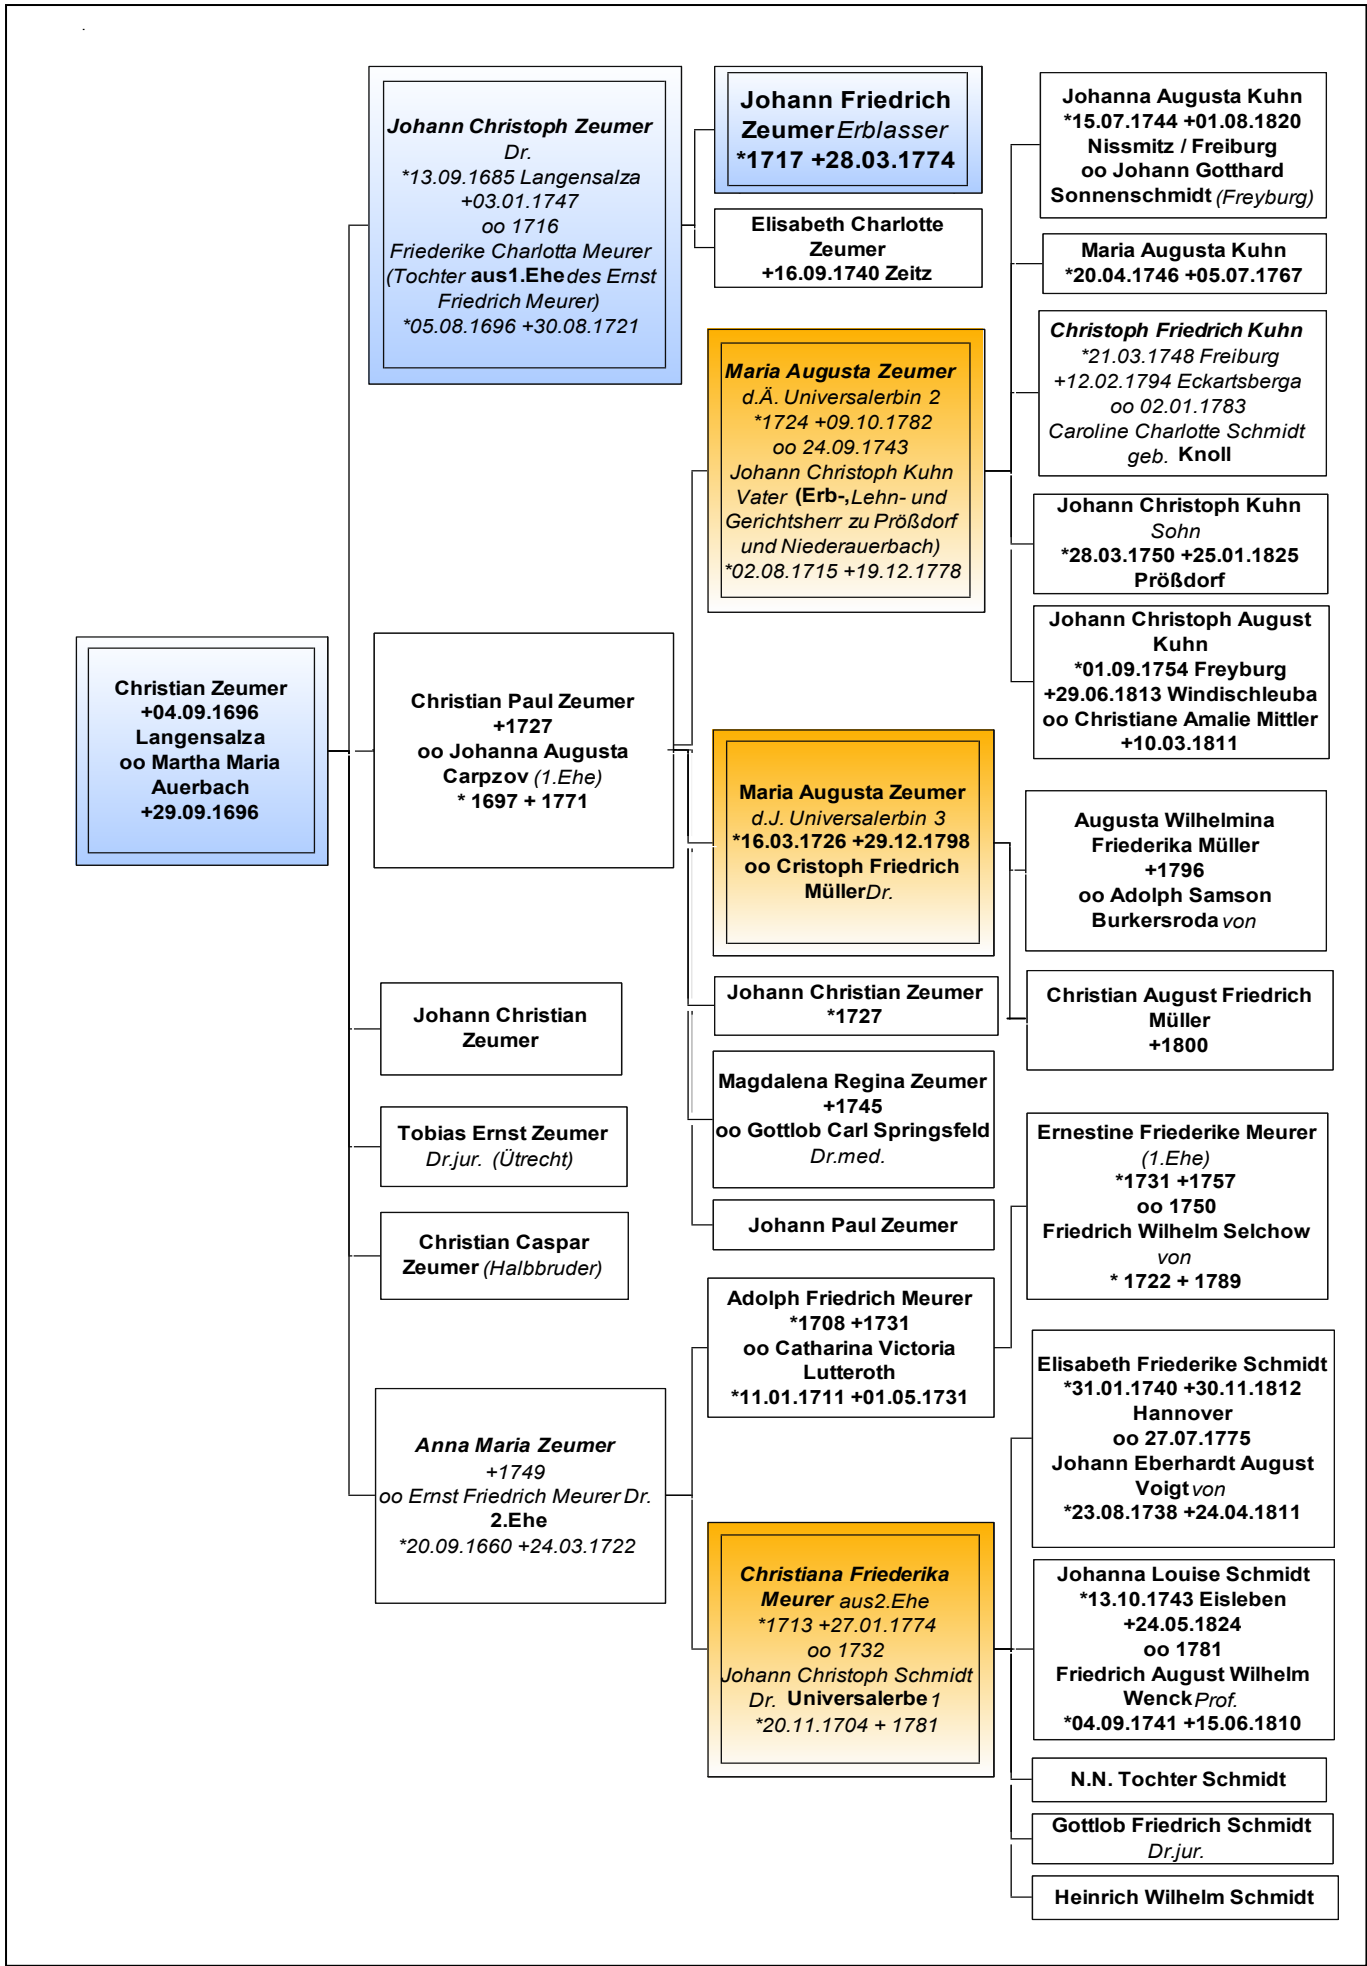 Johann Christoph Zeumer
Dr.
*13.09.1685 Langensalza
+03.01.1747
oo 1716
Friederike Charlotta Meurer
(Tochter aus1.Ehe des Ernst
Friedrich Meurer)
*05.08.1696 +30.08.1721
Johann Friedrich
Zeumer Erblasser
*1717 +28.03.1774
Elisabeth Charlotte
Zeumer
+16.09.1740 Zeitz
Johanna Augusta Kuhn
*15.07.1744 +01.08.1820
Nissmitz / Freiburg
oo Johann Gotthard
Sonnenschmidt (Freyburg)
Maria Augusta Kuhn
*20.04.1746 +05.07.1767
Maria Augusta Zeumer
d.Ä. Universalerbin 2
*1724 +09.10.1782
oo 24.09.1743
Johann Christoph Kuhn
Vater (Erb-,Lehn- und
Gerichtsherr zu Prößdorf
und Niederauerbach)
*02.08.1715 +19.12.1778
Christoph Friedrich Kuhn
*21.03.1748 Freiburg
+12.02.1794 Eckartsberga
oo 02.01.1783
Caroline Charlotte Schmidt
geb. Knoll
Johann Christoph Kuhn
Sohn
*28.03.1750 +25.01.1825
Prößdorf
Johann Christoph August
Kuhn
*01.09.1754 Freyburg
+29.06.1813 Windischleuba
oo Christiane Amalie Mittler
+10.03.1811
Christian Zeumer
+04.09.1696
Langensalza
oo Martha Maria
Auerbach
+29.09.1696
Christian Paul Zeumer
+1727
oo Johanna Augusta
Carpzov (1.Ehe)
* 1697 + 1771
Maria Augusta Zeumer
d.J. Universalerbin 3
*16.03.1726 +29.12.1798
oo Cristoph Friedrich
Müller Dr.
Augusta Wilhelmina
Friederika Müller
+1796
oo Adolph Samson
Burkersroda von
Johann Christian
Zeumer
Johann Christian Zeumer
*1727
Christian August Friedrich
Müller
+1800
Tobias Ernst Zeumer
Dr.jur. (Ütrecht)
Magdalena Regina Zeumer
+1745
oo Gottlob Carl Springsfeld
Dr.med.
Christian Caspar
Zeumer (Halbbruder)
Johann Paul Zeumer
Ernestine Friederike Meurer
(1.Ehe)
*1731 +1757
oo 1750
Friedrich Wilhelm Selchow
von
* 1722 + 1789
Adolph Friedrich Meurer
*1708 +1731
oo Catharina Victoria
Lutteroth
*11.01.1711 +01.05.1731
Anna Maria Zeumer
+1749
oo Ernst Friedrich Meurer Dr.
2.Ehe
*20.09.1660 +24.03.1722
Elisabeth Friederike Schmidt
*31.01.1740 +30.11.1812
Hannover
oo 27.07.1775
Johann Eberhardt August
Voigt von
*23.08.1738 +24.04.1811
Christiana Friederika
Meurer aus2.Ehe
*1713 +27.01.1774
oo 1732
Johann Christoph Schmidt
Dr. Universalerbe 1
*20.11.1704 + 1781
Johanna Louise Schmidt
*13.10.1743 Eisleben
+24.05.1824
oo 1781
Friedrich August Wilhelm
Wenck Prof.
*04.09.1741 +15.06.1810
N.N. Tochter Schmidt
Gottlob Friedrich Schmidt
Dr.jur.
Heinrich Wilhelm Schmidt